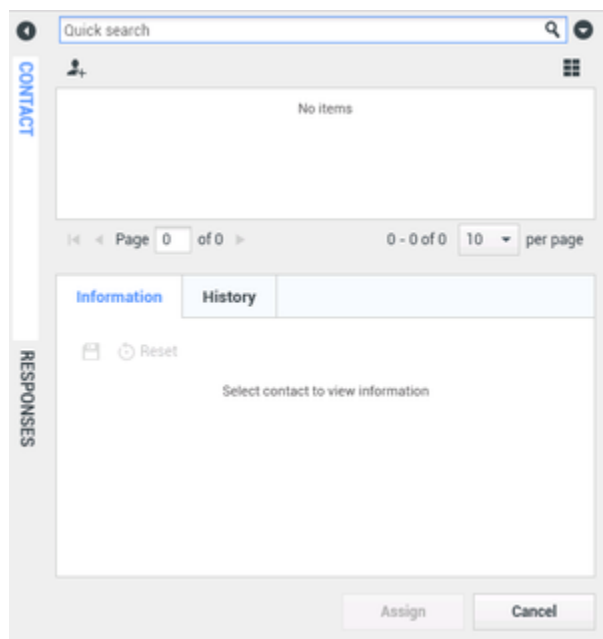 Quick search
CONTACT
No items
Page 0 of 0
0 - 0 of 0 10 per page
Information History
Reset
RESPONSES
Select contact to view information
Assign Cancel